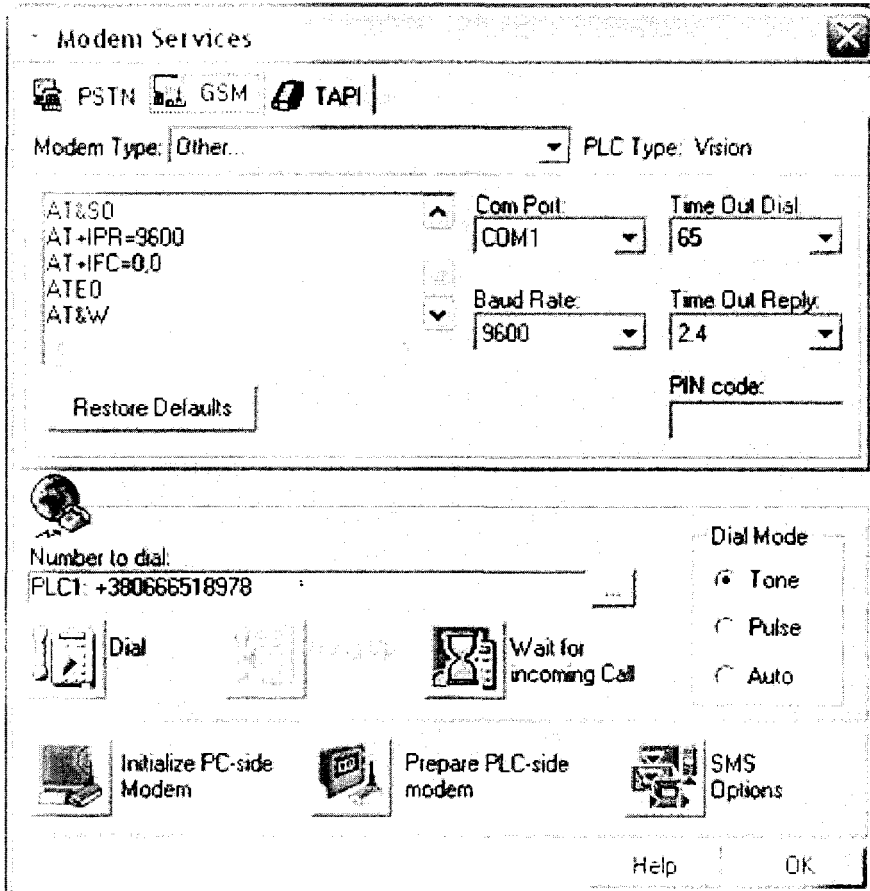 Modem Services
PSTN GSM TAPI
Modem Type: Other... PLC Type: Vision
AT&S0
AT+IPR=9600
AT+IFC=0,0
ATE0
AT&W
Com Port:
COM1
Time Out Dial:
65
Baud Rate:
9600
Time Out Reply:
2.4
PIN code:
Restore Defaults
Number to dial:
PLC1: +380666518978
...
Dial Mode
Tone
Pulse
Auto
Dial
Wait for
incoming Call
Initialize PC-side
Modem
Prepare PLC-side
modem
SMS
Options
Help
OK